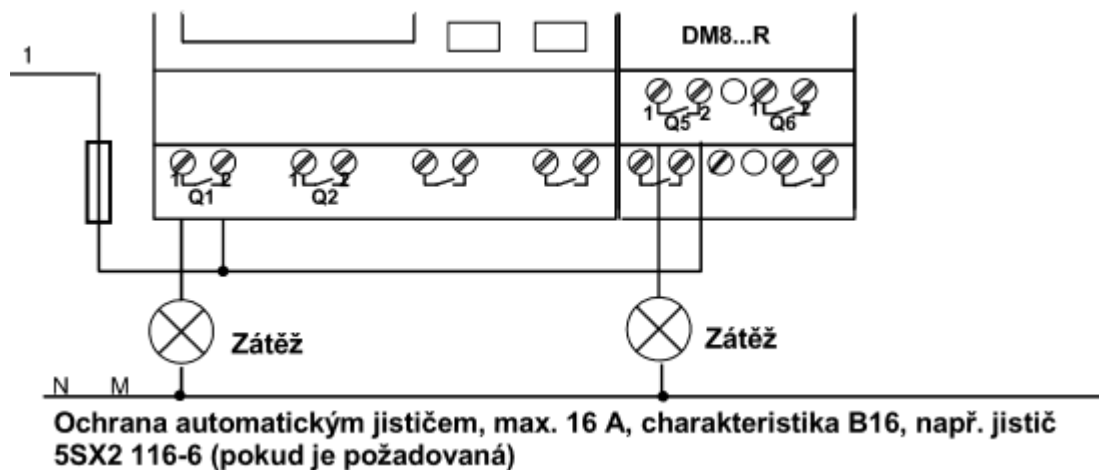 1
DM8...R
1 2 1 2
Q5 Q6
1 2 1 2
Q1 Q2
Zátěž Zátěž
N M
Ochrana automatickým jističem, max. 16 A, charakteristika B16, např. jistič
5SX2 116-6 (pokud je požadovaná)